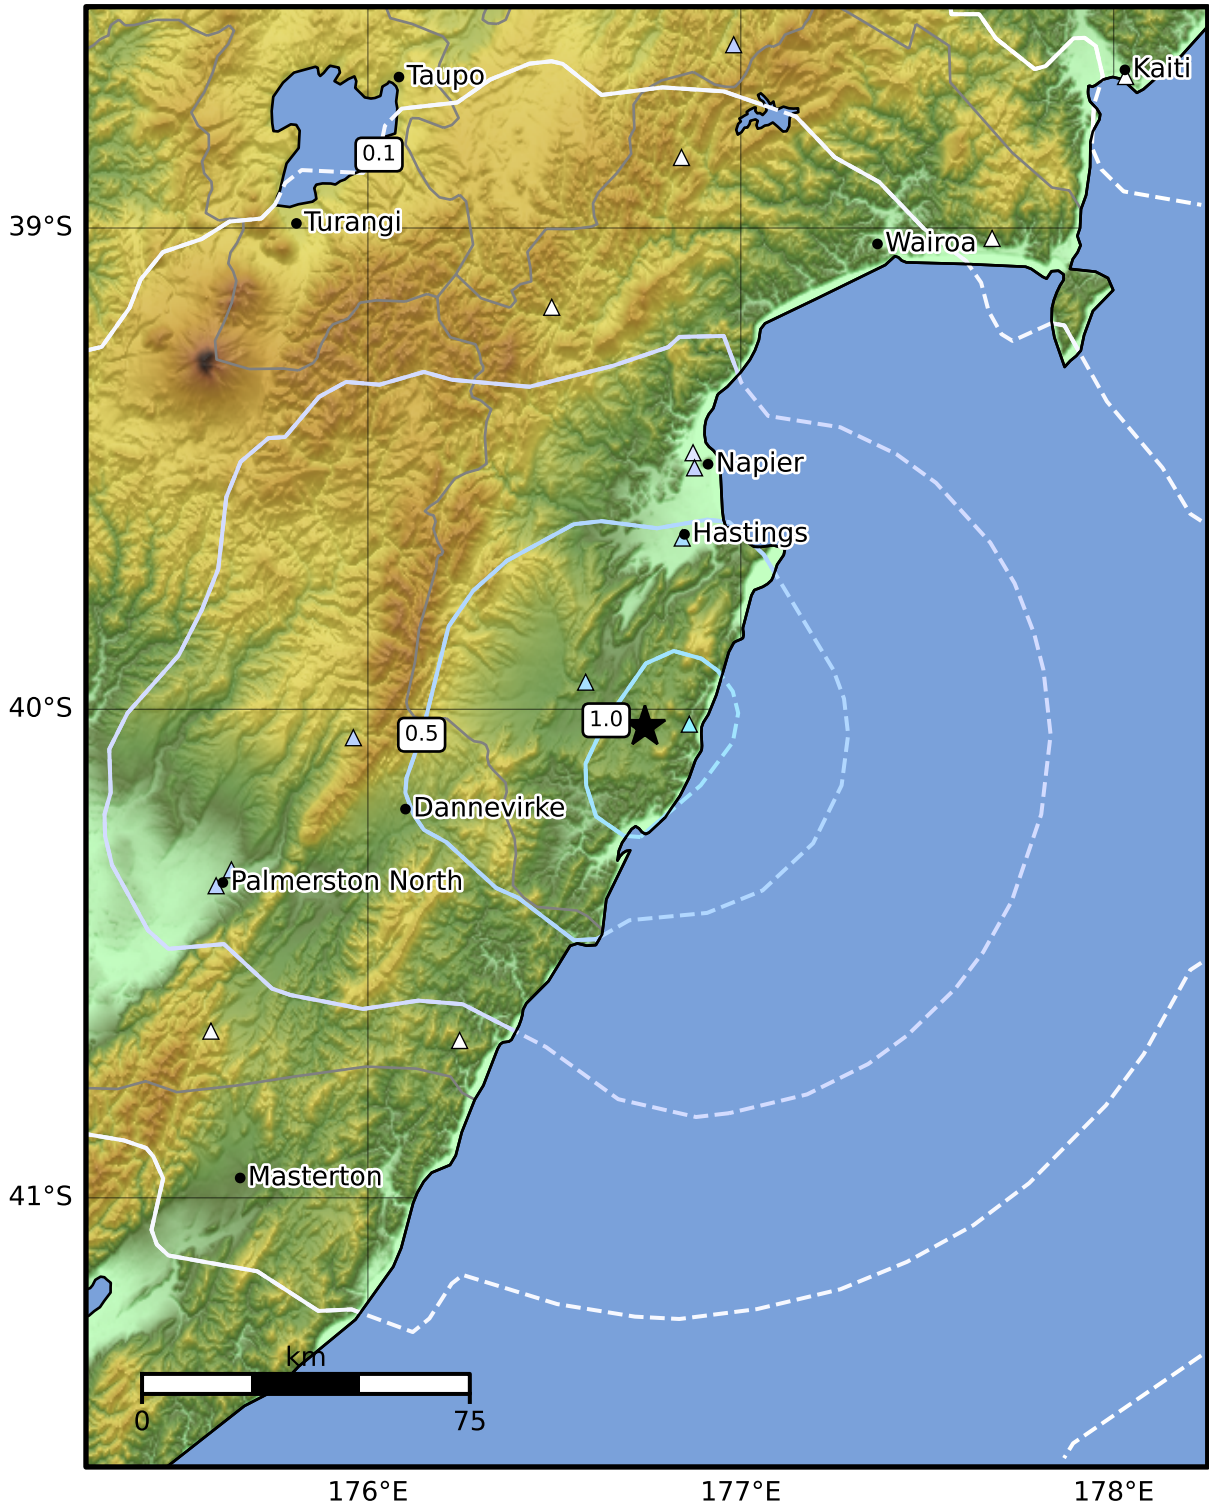 Kaiti
Taupo
0.1
Turangi
39°S
Wairoa
Napier
Hastings
40°S
1.0
0.5
Dannevirke
Palmerston North
Masterton
41°S
km
0
75
176°E
177°E
178°E